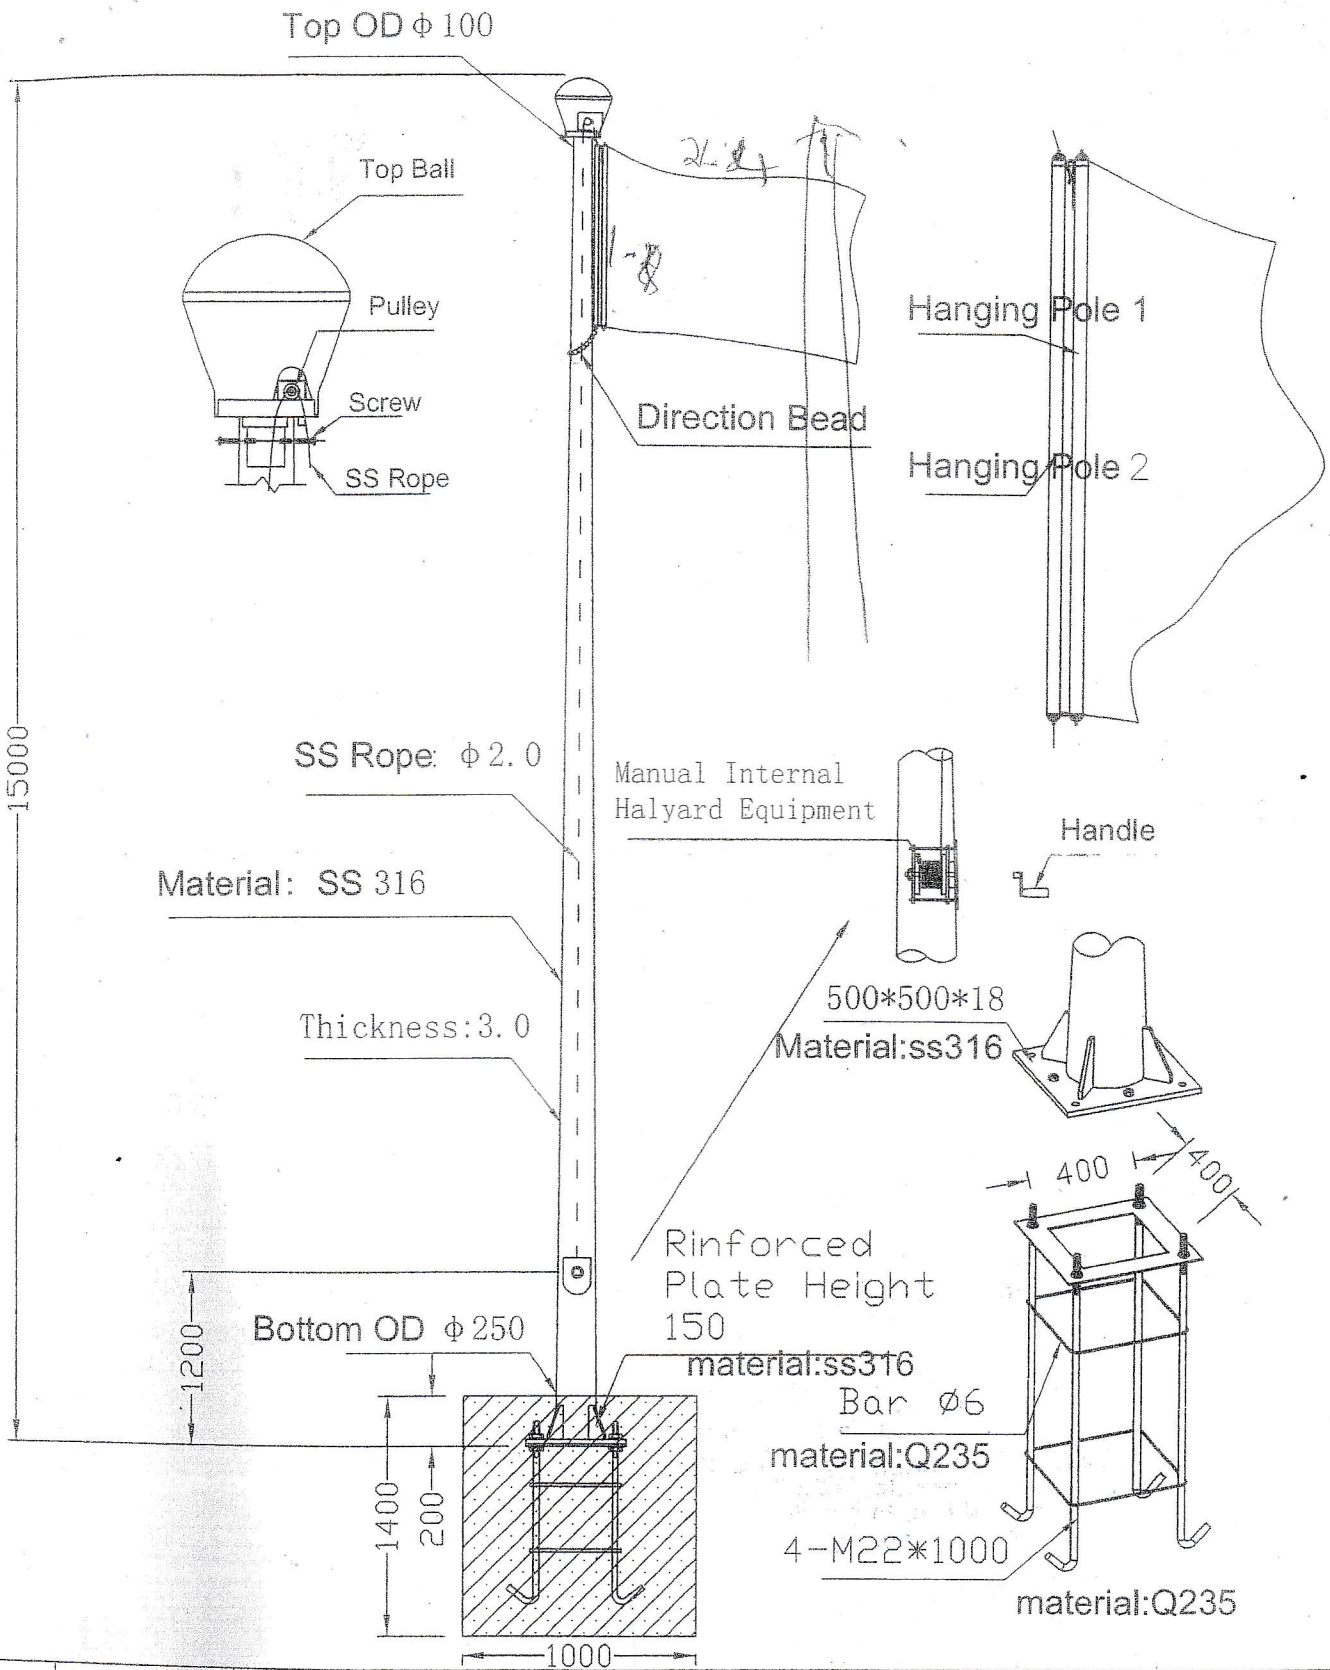 Top OD ϕ 100
Top Ball
Pulley
Screw
SS Rope
Direction Bead
Hanging Pole 1
Hanging Pole 2
15000
SS Rope: ϕ 2.0
Manual Internal
Halyard Equipment
Handle
Material: SS 316
500*500*18
Material:ss316
Thickness:3.0
400
400
Rinforced
Plate Height
150
material:ss316
1200
Bottom OD ϕ 250
Bar ø6
material:Q235
1400
200
4-M22*1000
material:Q235
1000